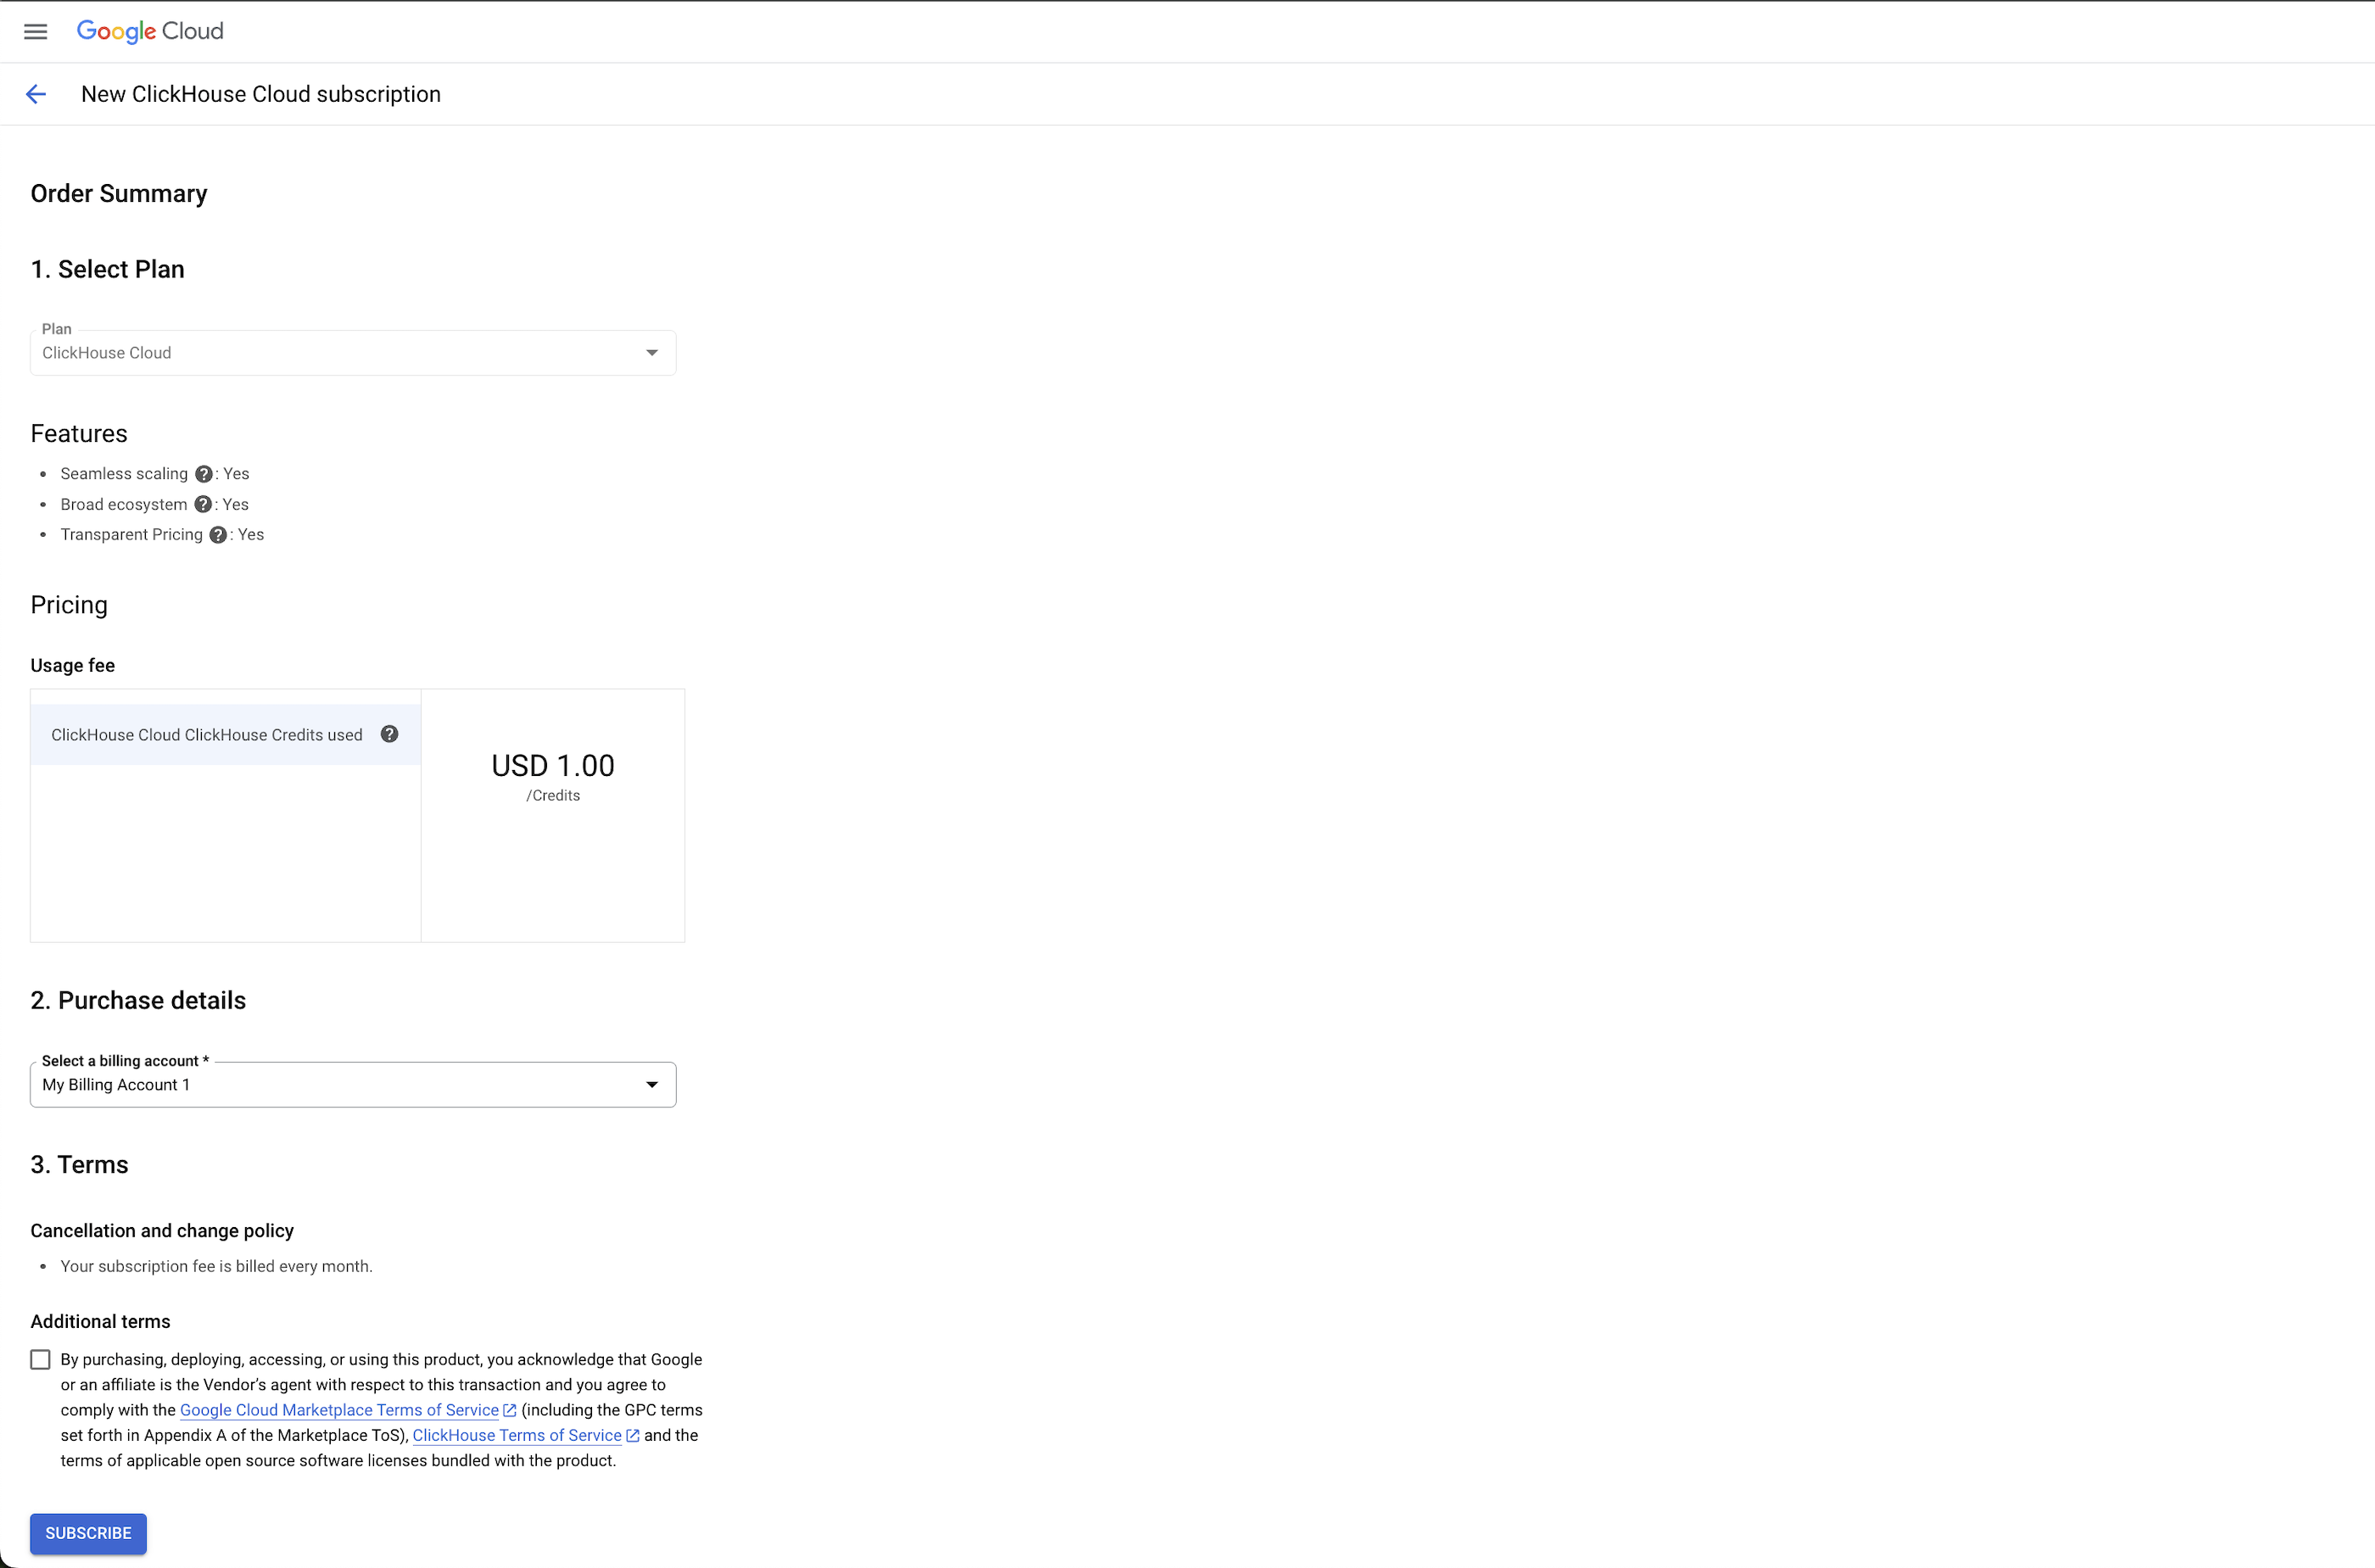 Google Cloud
New ClickHouse Cloud subscription
Order Summary
1. Select Plan
Plan
ClickHouse Cloud
Features
• Seamless scaling ?: Yes
• Broad ecosystem ?: Yes
• Transparent Pricing ?: Yes
Pricing
Usage fee
ClickHouse Cloud ClickHouse Credits used ?
USD 1.00
/Credits
2. Purchase details
Select a billing account *
My Billing Account 1
3. Terms
Cancellation and change policy
• Your subscription fee is billed every month.
Additional terms
By purchasing, deploying, accessing, or using this product, you acknowledge that Google
or an affiliate is the Vendor’s agent with respect to this transaction and you agree to
comply with the Google Cloud Marketplace Terms of Service (including the GPC terms
set forth in Appendix A of the Marketplace ToS), ClickHouse Terms of Service and the
terms of applicable open source software licenses bundled with the product.
SUBSCRIBE